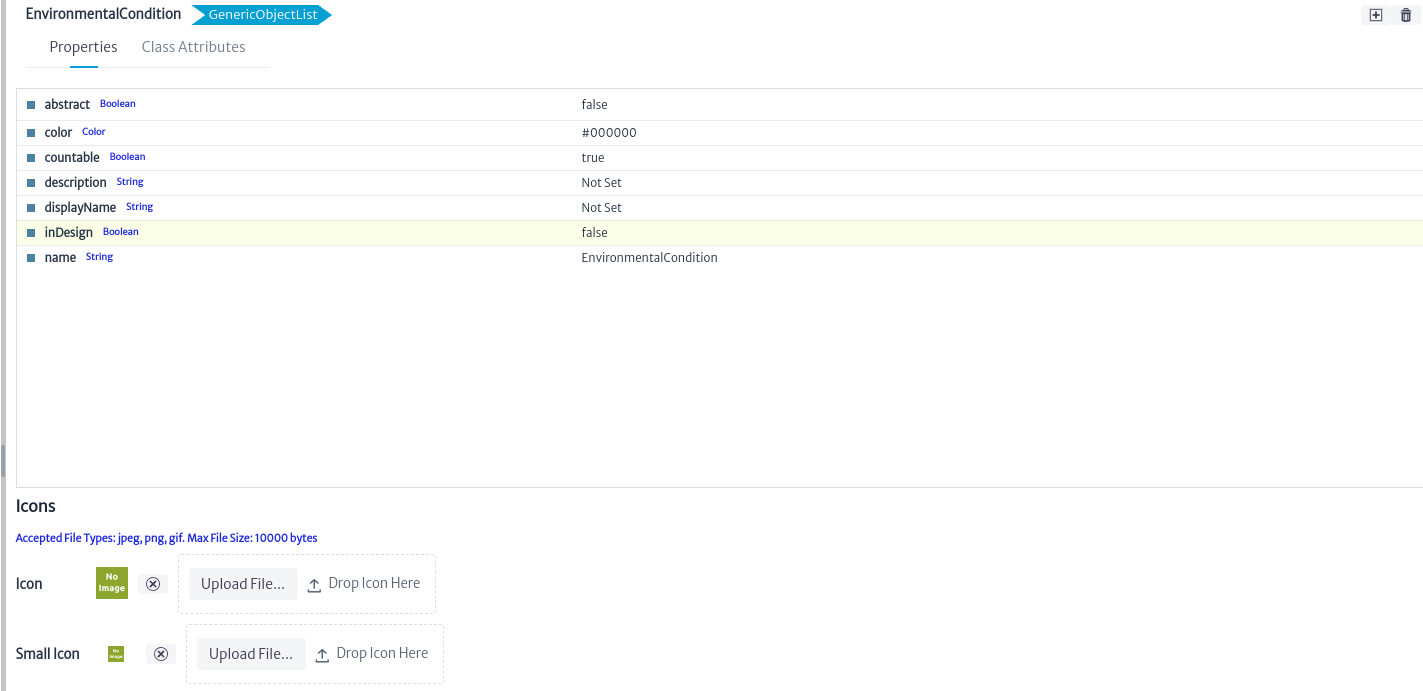 EnvironmentalCondition GenericObjectList
Properties Class Attributes
abstract Boolean false
color Color #000000
countable Boolean true
description String Not Set
displayName String Not Set
inDesign Boolean false
name String EnvironmentalCondition
Icons
Accepted File Types: jpeg, png, gif. Max File Size: 10000 bytes
Icon No Image Upload File... Drop Icon Here
Small Icon No Image Upload File... Drop Icon Here